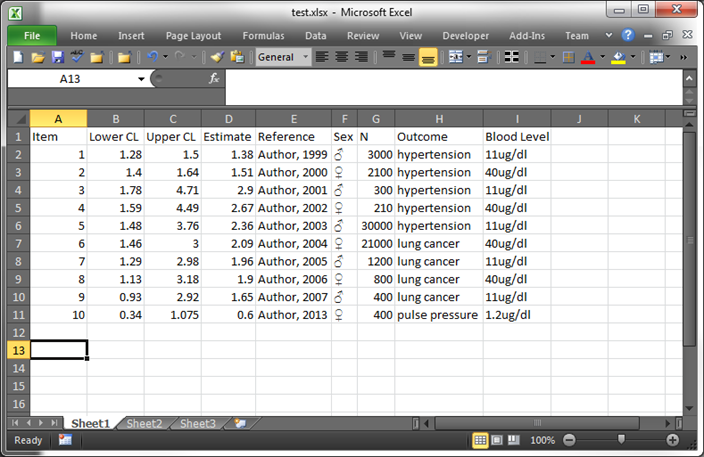 test.xlsx - Microsoft Excel
File Home Insert Page Layout Formulas Data Review View Developer Add-Ins Team
General
A13 fx
A B C D E F G H I J K
1 Item Lower CL Upper CL Estimate Reference Sex N Outcome Blood Level
2 1 1.28 1.5 1.38 Author, 1999 ♂ 3000 hypertension 11ug/dl
3 2 1.4 1.64 1.51 Author, 2000 ♀ 2100 hypertension 40ug/dl
4 3 1.78 4.71 2.9 Author, 2001 ♂ 300 hypertension 11ug/dl
5 4 1.59 4.49 2.67 Author, 2002 ♀ 210 hypertension 40ug/dl
6 5 1.48 3.76 2.36 Author, 2003 ♂ 30000 hypertension 11ug/dl
7 6 1.46 3 2.09 Author, 2004 ♀ 21000 lung cancer 40ug/dl
8 7 1.29 2.98 1.96 Author, 2005 ♂ 1200 lung cancer 11ug/dl
9 8 1.13 3.18 1.9 Author, 2006 ♀ 800 lung cancer 40ug/dl
10 9 0.93 2.92 1.65 Author, 2007 ♂ 400 lung cancer 11ug/dl
11 10 0.34 1.075 0.6 Author, 2013 ♀ 400 pulse pressure 1.2ug/dl
12
13
14
15
16
Sheet1 Sheet2 Sheet3
Ready 100%